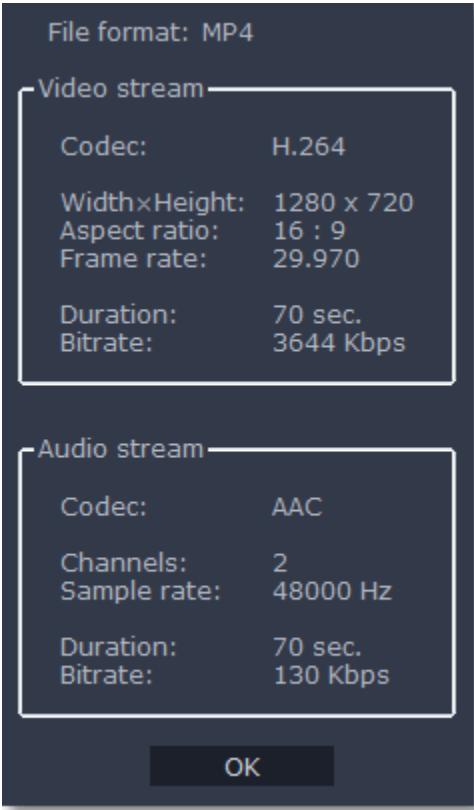 File format: MP4
Video stream
Codec: H.264
Width×Height: 1280 x 720
Aspect ratio: 16 : 9
Frame rate: 29.970
Duration: 70 sec.
Bitrate: 3644 Kbps
Audio stream
Codec: AAC
Channels: 2
Sample rate: 48000 Hz
Duration: 70 sec.
Bitrate: 130 Kbps
OK